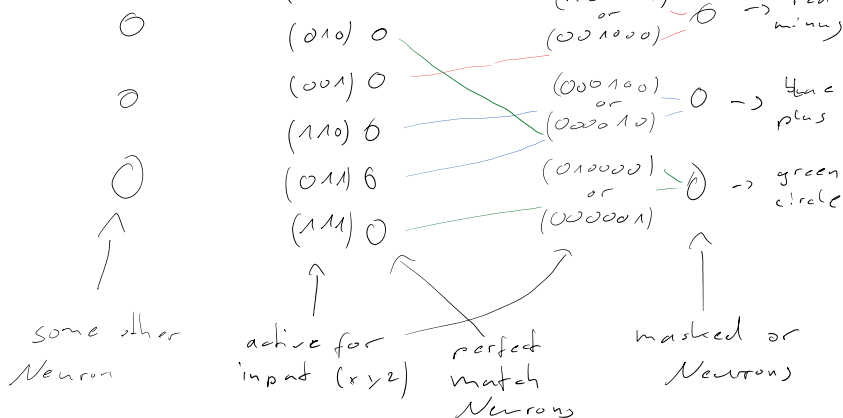 or
(001000)
-> minus
(010) 0
(001) 0
(110) 0
(011) 0
(111) 0
(000100)
or
(000010)
-> blue
plus
(010000)
or
(000001)
-> green
circle
some other
Neuron
active for
input (xyz)
perfect
match
Neurons
masked or
Neurons